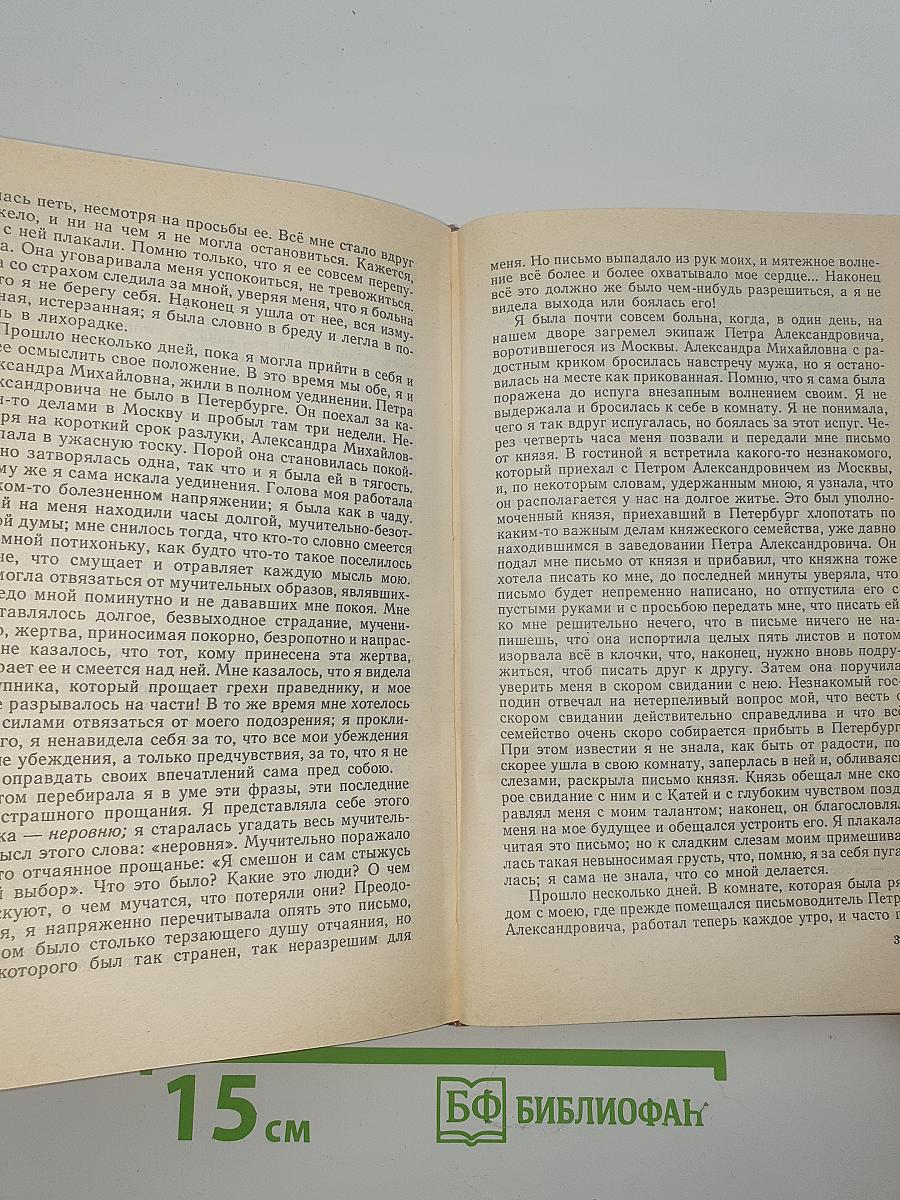 лась петь, несмотря на просьбы ее. Всё мне стало вдруг
жело, и ни на чем я не могла остановиться. Кажется,
с ней плакали. Помню только, что я ее совсем перепу-
а. Она уговаривала меня успокоиться, не тревожиться.
а со страхом следила за мной, уверяя меня, что я больна
то я не берегу себя. Наконец я ушла от нее, вся изму-
ная, истерзанная; я была словно в бреду и легла в по-
ь в лихорадке.
Прошло несколько дней, пока я могла прийти в себя и
ее осмыслить свое положение. В это время мы обе, я и
ександра Михайловна, жили в полном уединении. Петра
ксандровича не было в Петербурге. Он поехал за ка-
и-то делами в Москву и пробыл там три недели. Не-
ря на короткий срок разлуки, Александра Михайлов-
пала в ужасную тоску. Порой она становилась покой-
но затворялась одна, так что и я была ей в тягость.
му же я сама искала уединения. Голова моя работала
ком-то болезненном напряжении; я была как в чаду.
ой на меня находили часы долгой, мучительно-безот-
ой думы; мне снилось тогда, что кто-то словно смеется
мной потихоньку, как будто что-то такое поселилось
не, что смущает и отравляет каждую мысль мою.
могла отвязаться от мучительных образов, являвших-
едо мной поминутно и не дававших мне покоя. Мне
тавлялось долгое, безвыходное страдание, мучени-
о, жертва, приносимая покорно, безропотно и напрас-
не казалось, что тот, кому принесена эта жертва,
рает ее и смеется над ней. Мне казалось, что я видела
упника, который прощает грехи праведнику, и мое
е разрывалось на части! В то же время мне хотелось
силами отвязаться от моего подозрения; я прокли-
го, я ненавидела себя за то, что все мои убеждения
не убеждения, а только предчувствия, за то, что я не
оправдать своих впечатлений сама пред собою.
том перебирала я в уме эти фразы, эти последние
страшного прощания. Я представляла себе этого
ка — неровню; я старалась угадать весь мучитель-
ысл этого слова: «неровня». Мучительно поражало
то отчаянное прощанье: «Я смешон и сам стыжусь
й выбор». Что это было? Какие это люди? О чем
скуют, о чем мучатся, что потеряли они? Преодо-
я, я напряженно перечитывала опять это письмо,
ром было столько терзающего душу отчаяния, но
которого был так странен, так неразрешим для
меня. Но письмо выпадало из рук моих, и мятежное волне-
ние всё более и более охватывало мое сердце... Наконец
всё это должно же было чем-нибудь разрешиться, а я не
видела выхода или боялась его!
Я была почти совсем больна, когда, в один день, на
нашем дворе загремел экипаж Петра Александровича,
воротившегося из Москвы. Александра Михайловна с ра-
достным криком бросилась навстречу мужа, но я остано-
вилась на месте как прикованная. Помню, что я сама была
поражена до испуга внезапным волнением своим. Я не
выдержала и бросилась к себе в комнату. Я не понимала,
чего я так вдруг испугалась, но боялась за этот испуг. Че-
рез четверть часа меня позвали и передали мне письмо
от князя. В гостиной я встретила какого-то незнакомого,
который приехал с Петром Александровичем из Москвы,
и, по некоторым словам, удержанным мною, я узнала, что
он располагается у нас на долгое житье. Это был уполно-
моченный князя, приехавший в Петербург хлопотать по
каким-то важным делам княжеского семейства, уже давно
находившимся в заведовании Петра Александровича. Он
подал мне письмо от князя и прибавил, что княжна тоже
хотела писать ко мне, до последней минуты уверяла, что
письмо будет непременно написано, но отпустила его с
пустыми руками и с просьбою передать мне, что писать ей
ко мне решительно нечего, что в письме ничего не на-
пишешь, что она испортила целых пять листов и потом
изорвала всё в клочки, что, наконец, нужно вновь подру-
житься, чтоб писать друг к другу. Затем она поручила
уверить меня в скором свидании с нею. Незнакомый гос-
подин отвечал на нетерпеливый вопрос мой, что весть о
скором свидании действительно справедлива и что всё
семейство очень скоро собирается прибыть в Петербург.
При этом известии я не знала, как быть от радости, по-
скорее ушла в свою комнату, заперлась в ней и, обливаясь
слезами, раскрыла письмо князя. Князь обещал мне ско-
рое свидание с ним и с Катей и с глубоким чувством позд-
равлял меня с моим талантом; наконец, он благословлял
меня на мое будущее и обещался устроить его. Я плакала,
читая это письмо; но к сладким слезам моим примешива-
лась такая невыносимая грусть, что, помню, я за себя пуга-
лась; я сама не знала, что со мной делается.
Прошло несколько дней. В комнате, которая была ря-
дом с моею, где прежде помещался письмоводитель Петра
Александровича, работал теперь каждое утро, и часто п
3
15 см
БФ БИБЛИОФАН